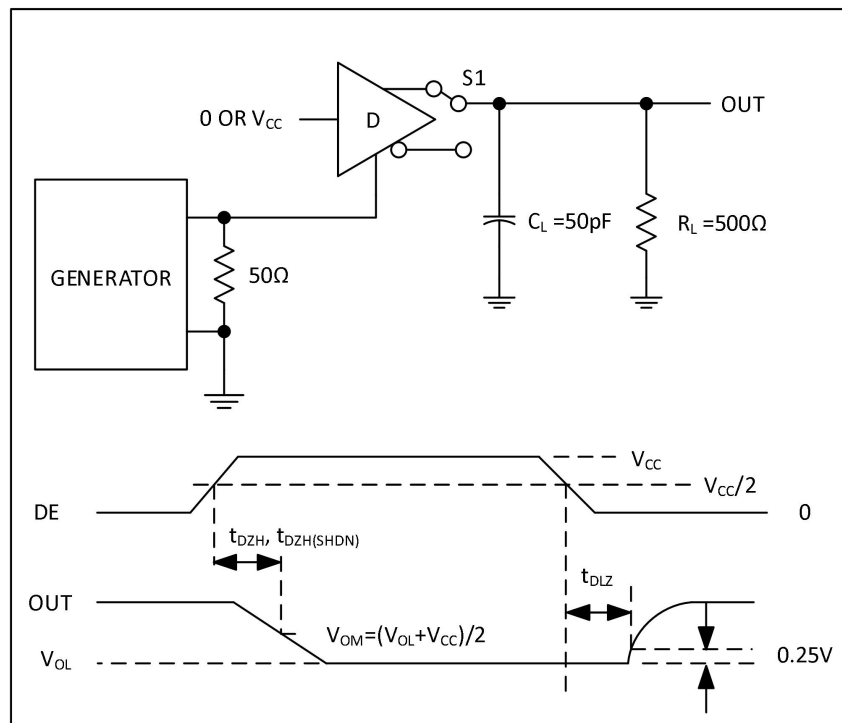 S1
0 OR VCC
D
OUT
GENERATOR
50Ω
CL =50pF
RL =500Ω
VCC
VCC/2
DE
0
tDZH, tDZH(SHDN)
tDLZ
OUT
VOM=(VOL+VCC)/2
VOL
0.25V